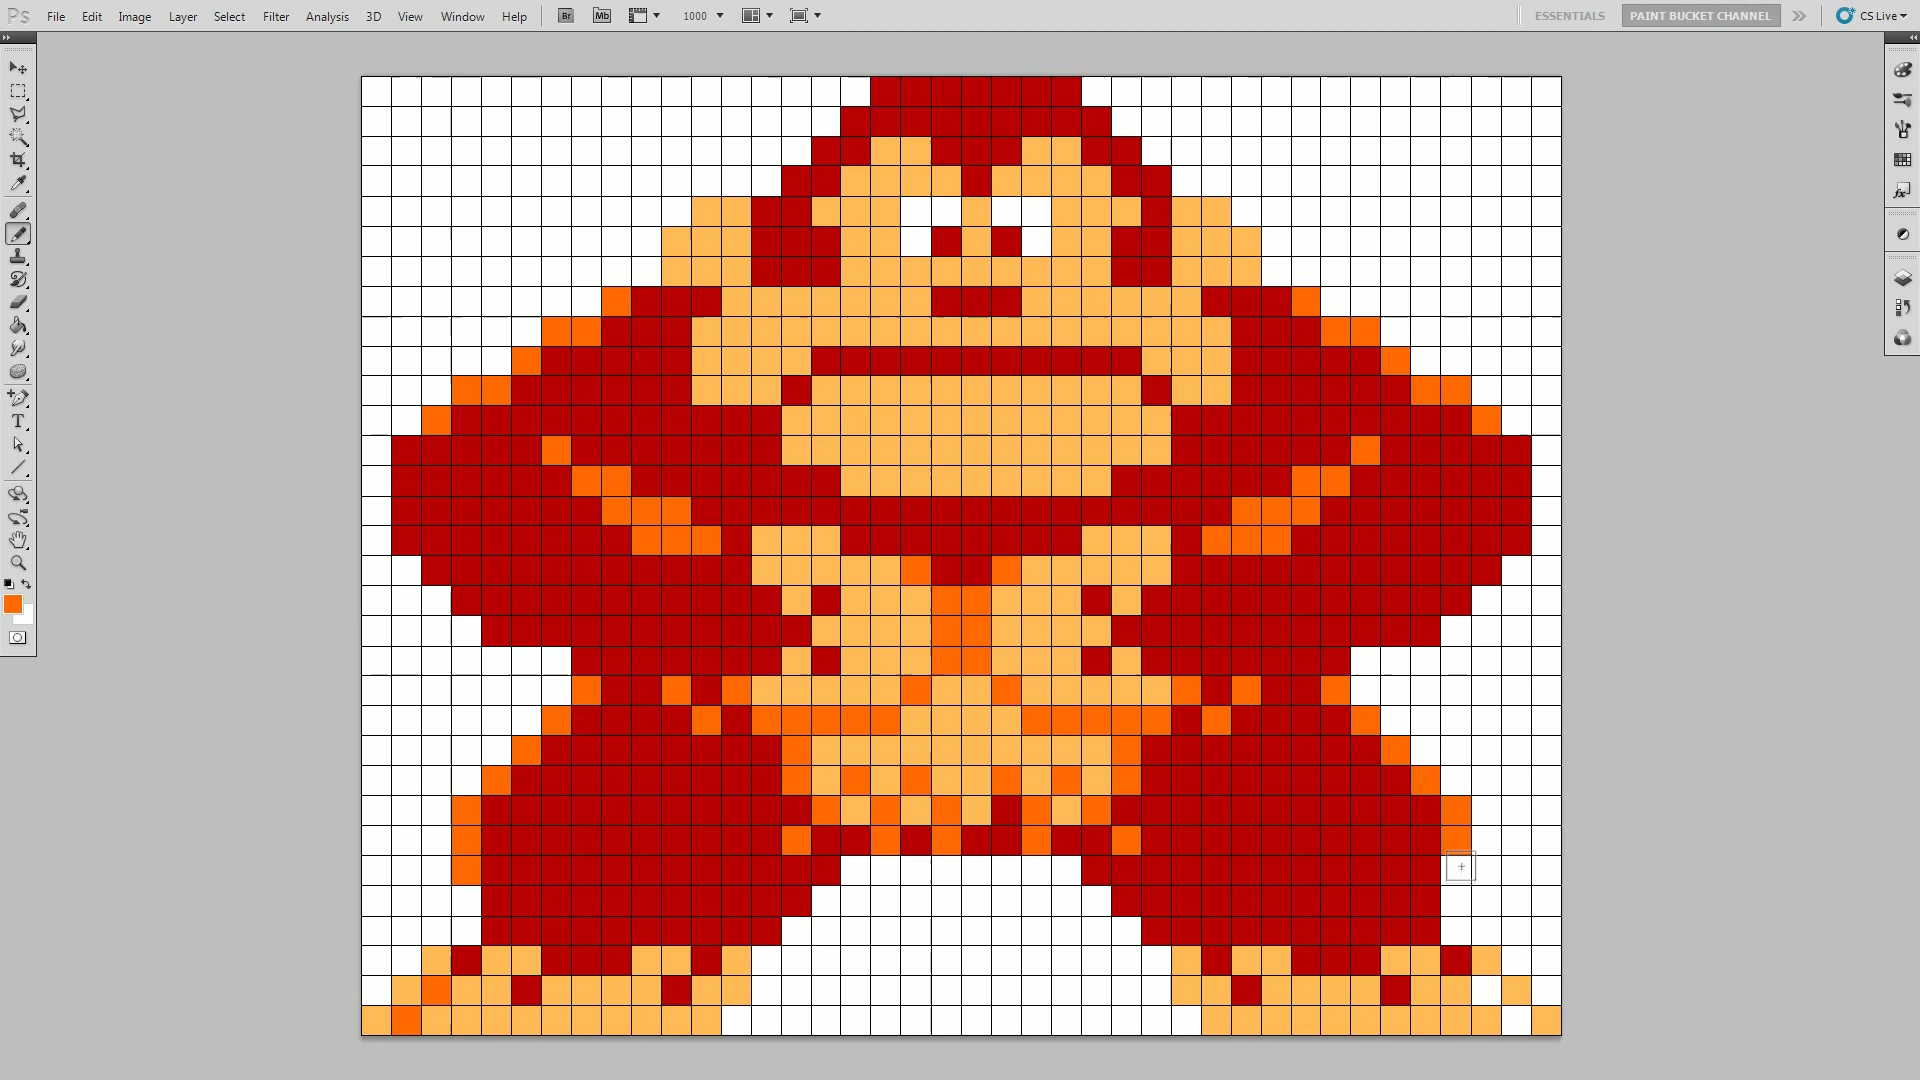 Ps File Edit Image Layer Select Filter Analysis 3D View Window Help Br Mb 1000 ESSENTIALS PAINT BUCKET CHANNEL CS Live
fx
T